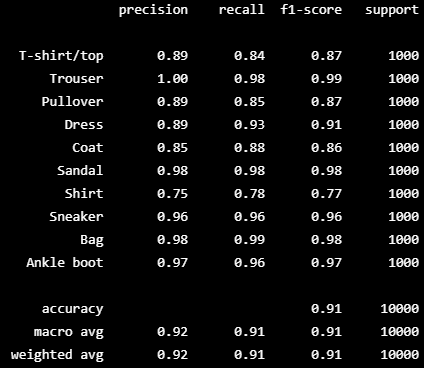 precision recall f1-score support
T-shirt/top 0.89 0.84 0.87 1000
Trouser 1.00 0.98 0.99 1000
Pullover 0.89 0.85 0.87 1000
Dress 0.89 0.93 0.91 1000
Coat 0.85 0.88 0.86 1000
Sandal 0.98 0.98 0.98 1000
Shirt 0.75 0.78 0.77 1000
Sneaker 0.96 0.96 0.96 1000
Bag 0.98 0.99 0.98 1000
Ankle boot 0.97 0.96 0.97 1000
accuracy 0.91 10000
macro avg 0.92 0.91 0.91 10000
weighted avg 0.92 0.91 0.91 10000